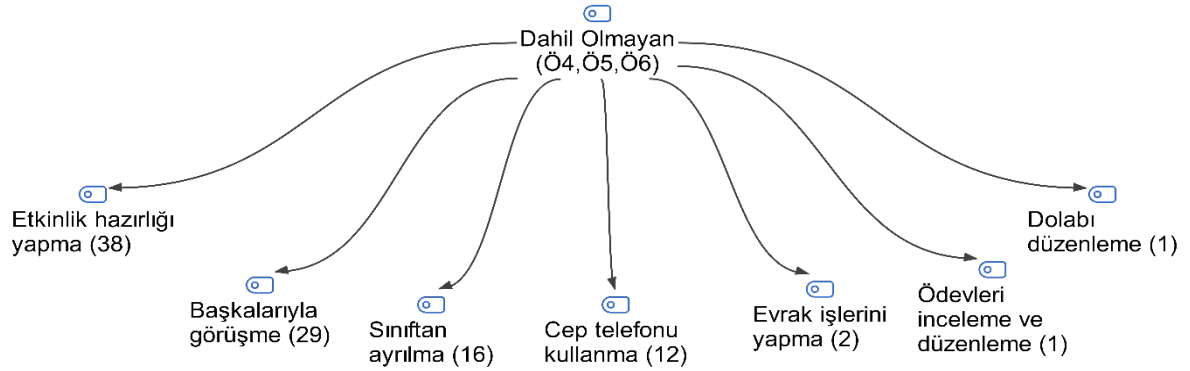 Dahil Olmayan
(Ö4,Ö5,Ö6)
Etkinlik hazırlığı
yapma (38)
Başkalarıyla
görüşme (29)
Sınıftan
ayrılma (16)
Cep telefonu
kullanma (12)
Evrak işlerini
yapma (2)
Ödevleri
inceleme ve
düzenleme (1)
Dolabı
düzenleme (1)